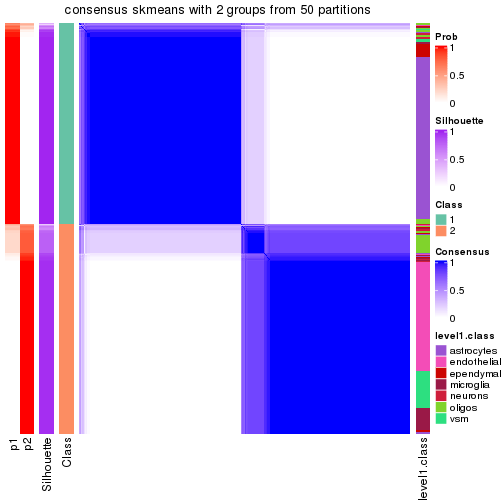 consensus skmeans with 2 groups from 50 partitions
Prob
1
0.5
0
Silhouette
1
0.5
0
Class
1
2
Consensus
1
0.5
0
level1.class
astrocytes
endothelial
ependymal
microglia
neurons
oligos
vsm
p1
p2
Silhouette
Class
level1.class